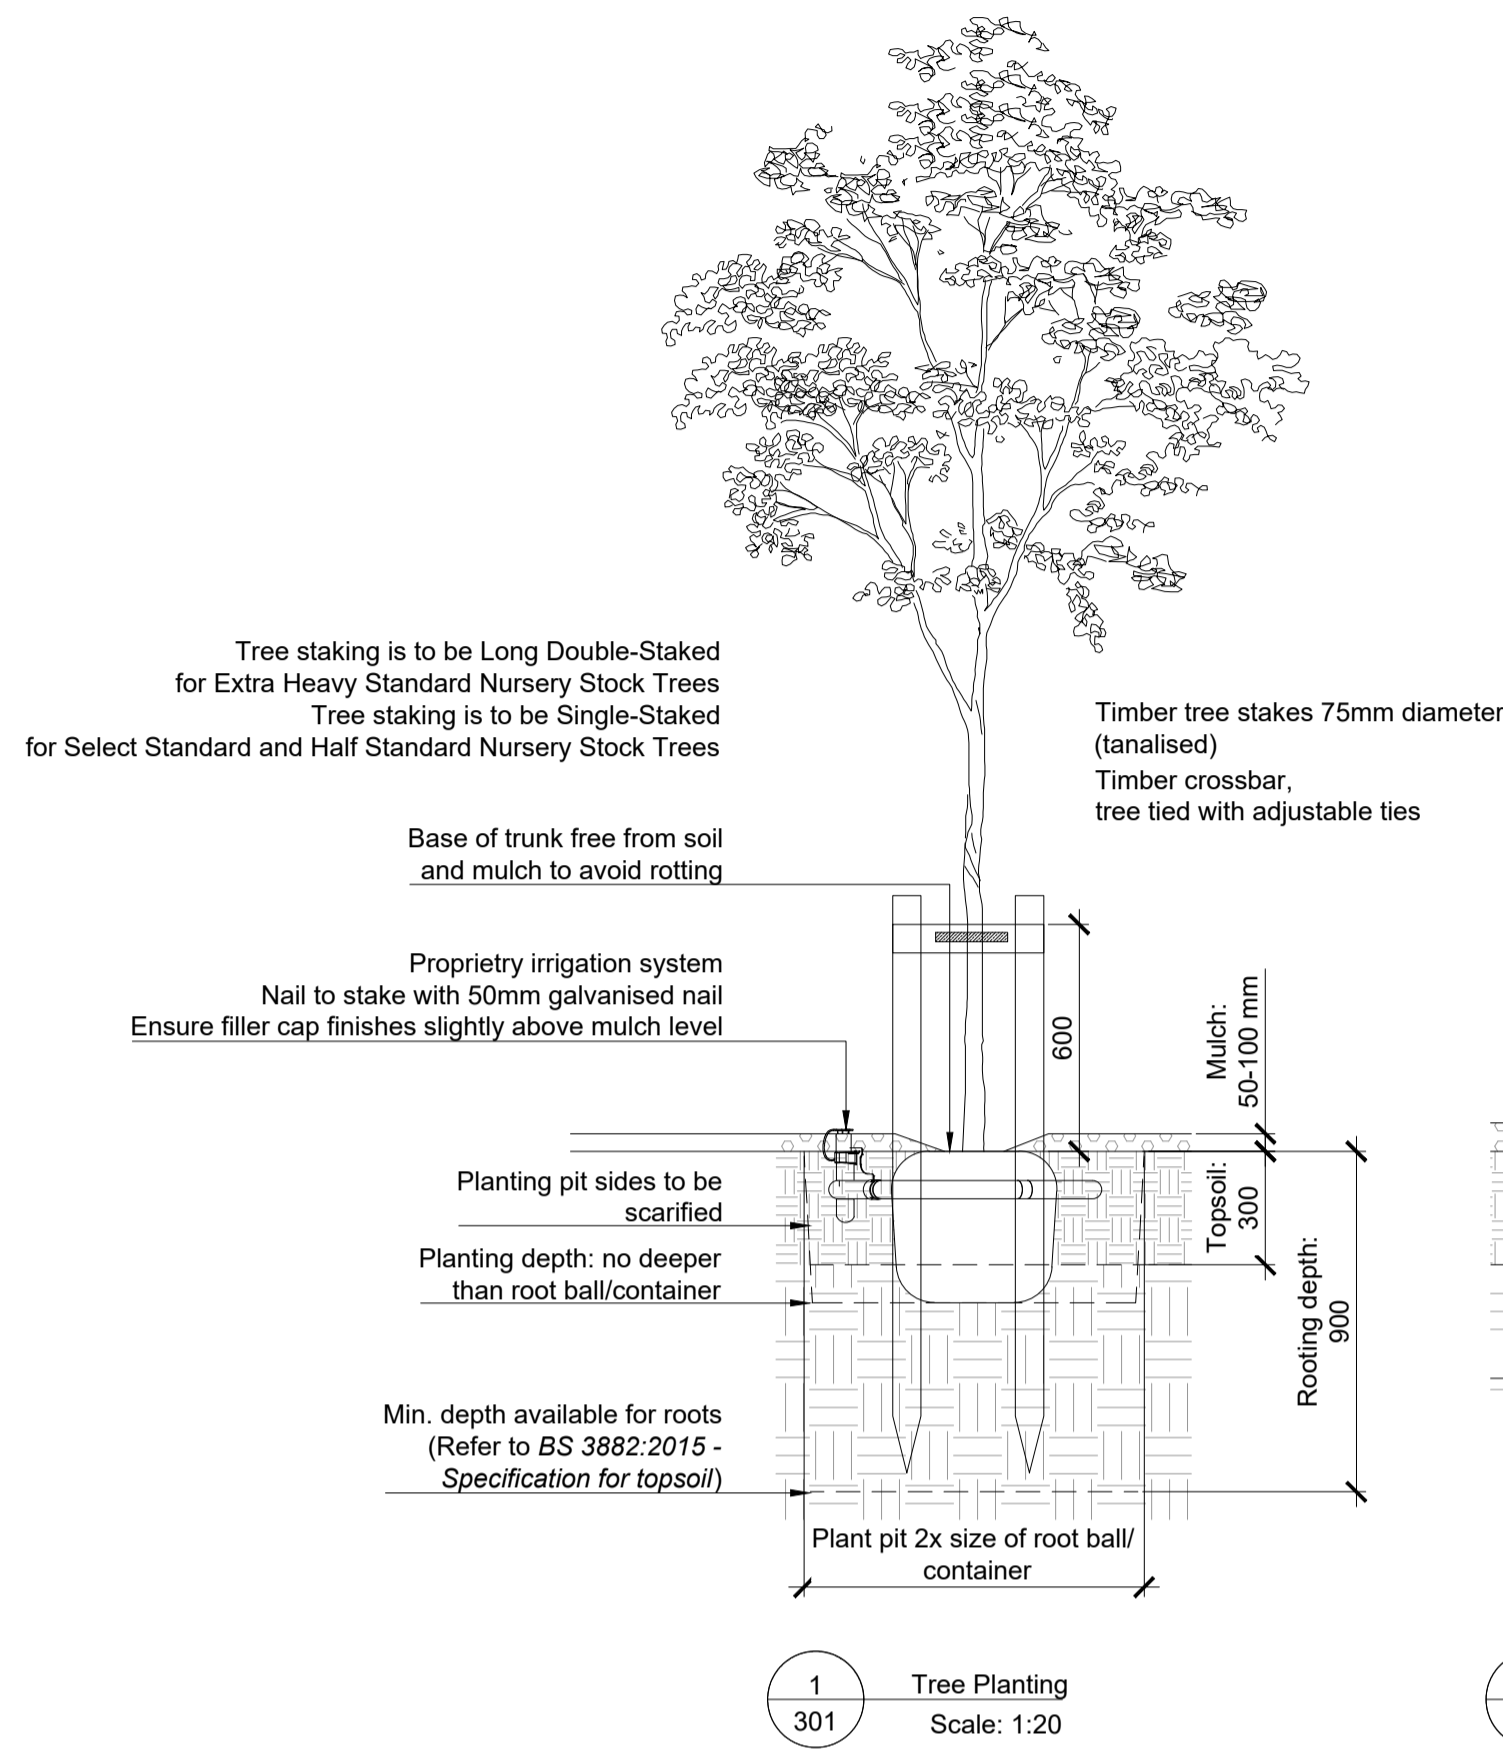 Tree staking is to be Long Double-Staked
for Extra Heavy Standard Nursery Stock Trees
Tree staking is to be Single-Staked
for Select Standard and Half Standard Nursery Stock Trees
Timber tree stakes 75mm diameter
(tanalised)
Timber crossbar,
tree tied with adjustable ties
Base of trunk free from soil
and mulch to avoid rotting
Proprietry irrigation system
Nail to stake with 50mm galvanised nail
Ensure filler cap finishes slightly above mulch level
600
Mulch:
50-100 mm
Planting pit sides to be
scarified
Topsoil:
300
Planting depth: no deeper
than root ball/container
Rooting depth:
900
Min. depth available for roots
(Refer to BS 3882:2015 -
Specification for topsoil)
Plant pit 2x size of root ball/
container
1
301
Tree Planting
Scale: 1:20